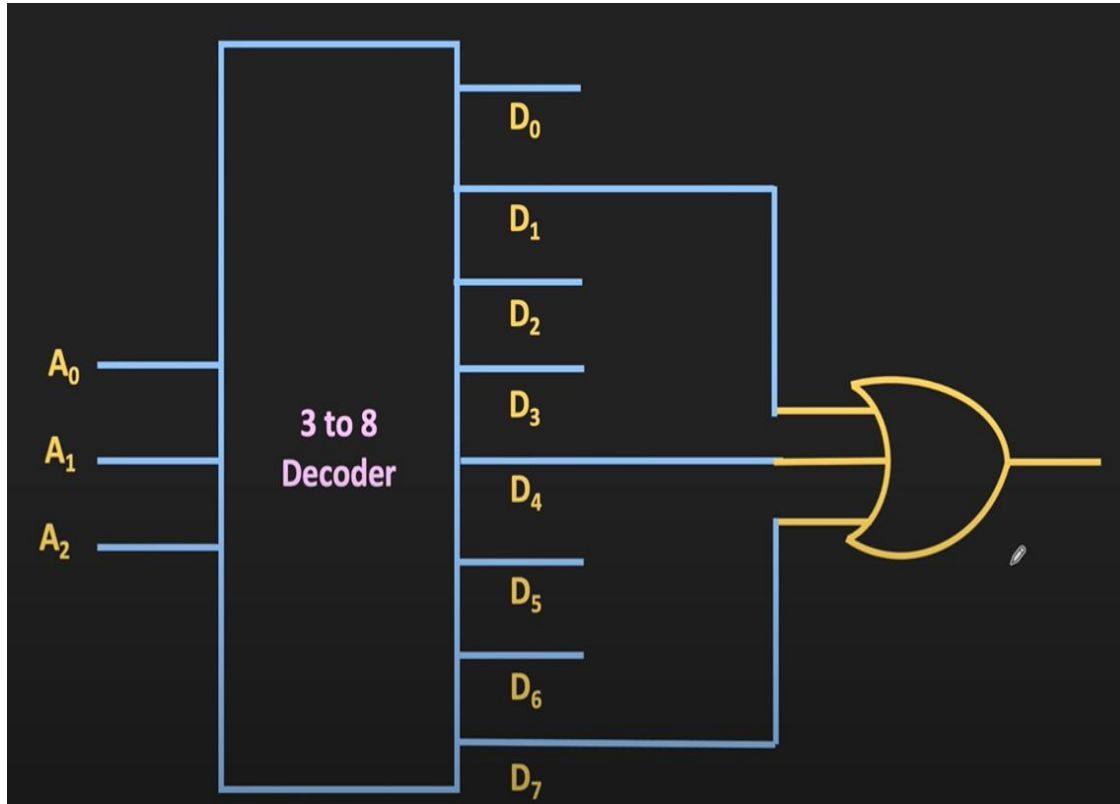 D₀
D₁
D₂
A₀
D₃
3 to 8
Decoder
A₁
D₄
A₂
D₅
D₆
D₇